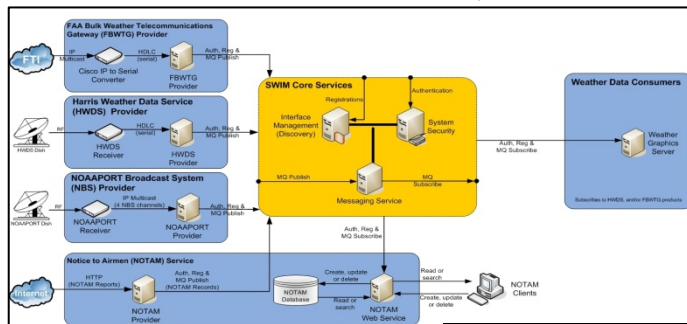 FAA Bulk Weather Telecommunications
Gateway (FBWTG) Provider
FTI
IP
Multicast
Cisco IP to Serial
Converter
HDLC
(serial)
FBWTG
Provider
Auth, Reg &
MQ Publish
Harris Weather Data Service
(HWDS) Provider
HWDS Dish
RF
HWDS
Receiver
HDLC
(serial)
HWDS
Provider
Auth, Reg &
MQ Publish
NOAAPORT Broadcast System
(NBS) Provider
NOAAPORT Dish
RF
NOAAPORT
Receiver
IP Multicast
(4 NBS channels)
NOAAPORT
Provider
Auth, Reg &
MQ Publish
SWIM Core Services
Registrations
Authentication
Interface
Management
(Discovery)
System
Security
MQ Publish
MQ
Subscribe
Messaging Service
Auth, Reg &
MQ Subscribe
Weather Data Consumers
Weather
Graphics
Server
Subscribes to HWDS, and/or FBWTG products
Auth, Reg &
MQ Subscribe
Notice to Airmen (NOTAM) Service
Internet
HTTP
(NOTAM Reports)
NOTAM
Provider
Auth, Reg &
MQ Publish
(NOTAM Records)
NOTAM
Database
Create, update
or delete
Read or
search
NOTAM
Web Service
Read or
search
Create, update
or delete
NOTAM
Clients